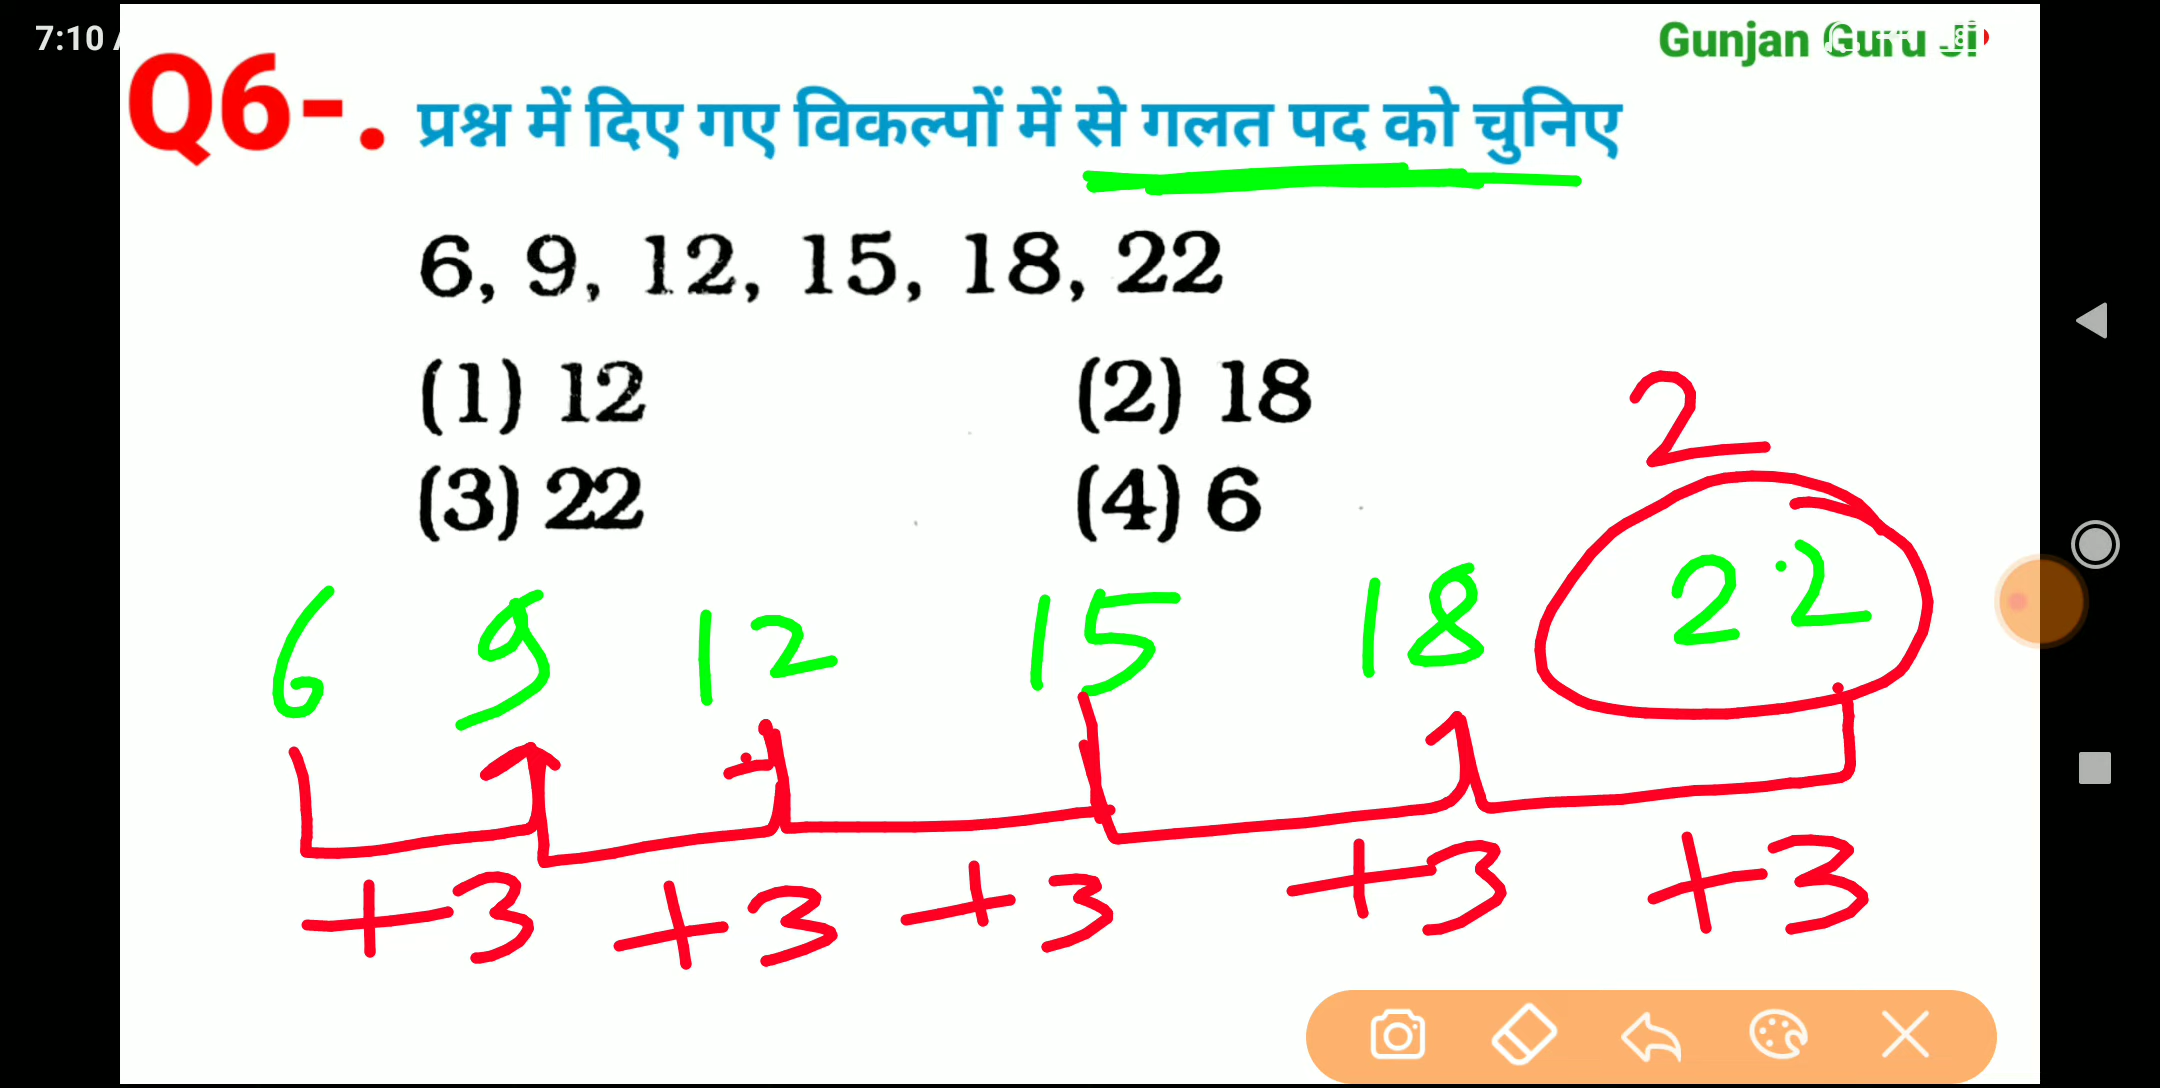 7:10
Gunjan Guru Ji
Q6-. प्रश्न में दिए गए विकल्पों में से गलत पद को चुनिए
6, 9, 12, 15, 18, 22
(1) 12 (2) 18
(3) 22 (4) 6
2
6 9 12 15 18 22
+3 +3 +3 +3 +3